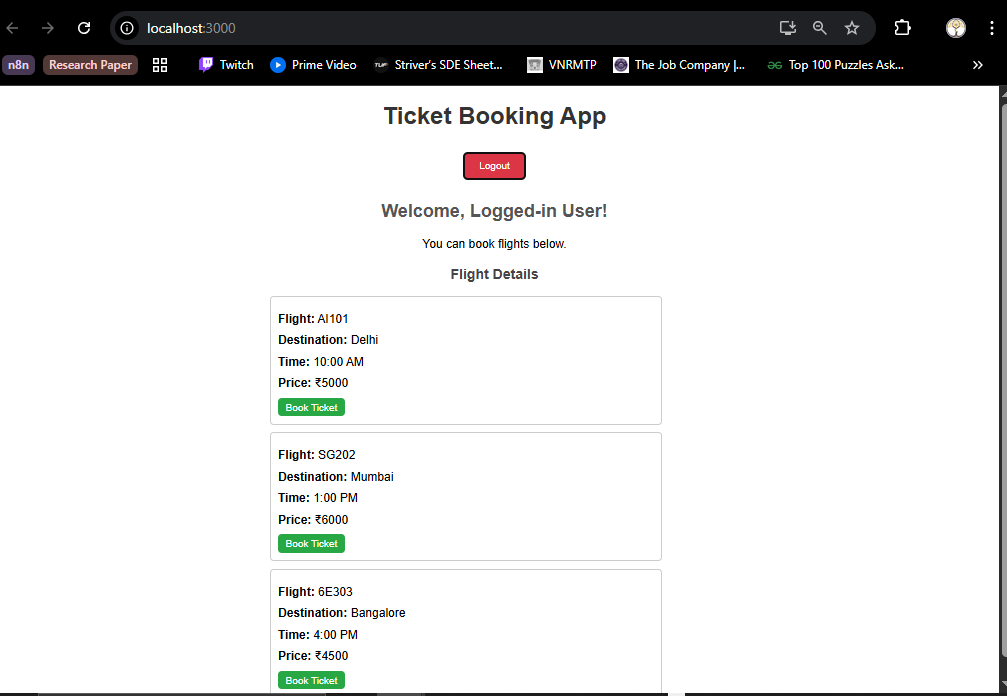 localhost:3000
n8n Research Paper Twitch Prime Video TUF Striver's SDE Sheet... VNRMTP The Job Company |... Top 100 Puzzles Ask... »
Ticket Booking App
Logout
Welcome, Logged-in User!
You can book flights below.
Flight Details
Flight: AI101
Destination: Delhi
Time: 10:00 AM
Price: ₹5000
Book Ticket
Flight: SG202
Destination: Mumbai
Time: 1:00 PM
Price: ₹6000
Book Ticket
Flight: 6E303
Destination: Bangalore
Time: 4:00 PM
Price: ₹4500
Book Ticket